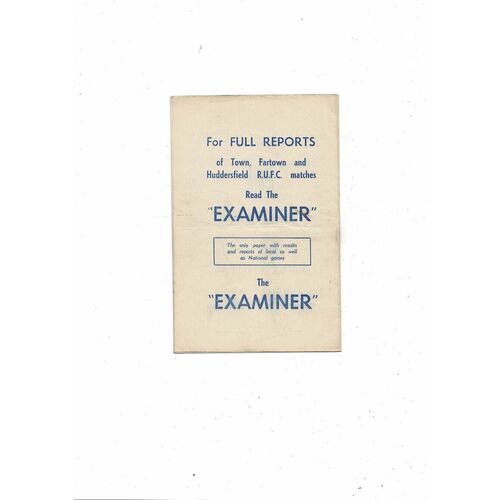 For FULL REPORTS
of Town, Fartown and
Huddersfield R.U.F.C. matches
Read The
"EXAMINER"
The only paper with results
and reports of local as well
as National games
The
"EXAMINER"